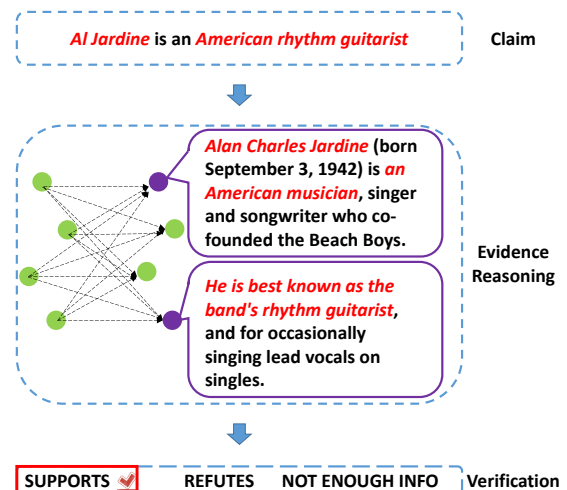 Al Jardine is an American rhythm guitarist
Claim
Alan Charles Jardine (born
September 3, 1942) is an
American musician, singer
and songwriter who co-
founded the Beach Boys.
Evidence
Reasoning
He is best known as the
band's rhythm guitarist,
and for occasionally
singing lead vocals on
singles.
SUPPORTS REFUTES NOT ENOUGH INFO Verification